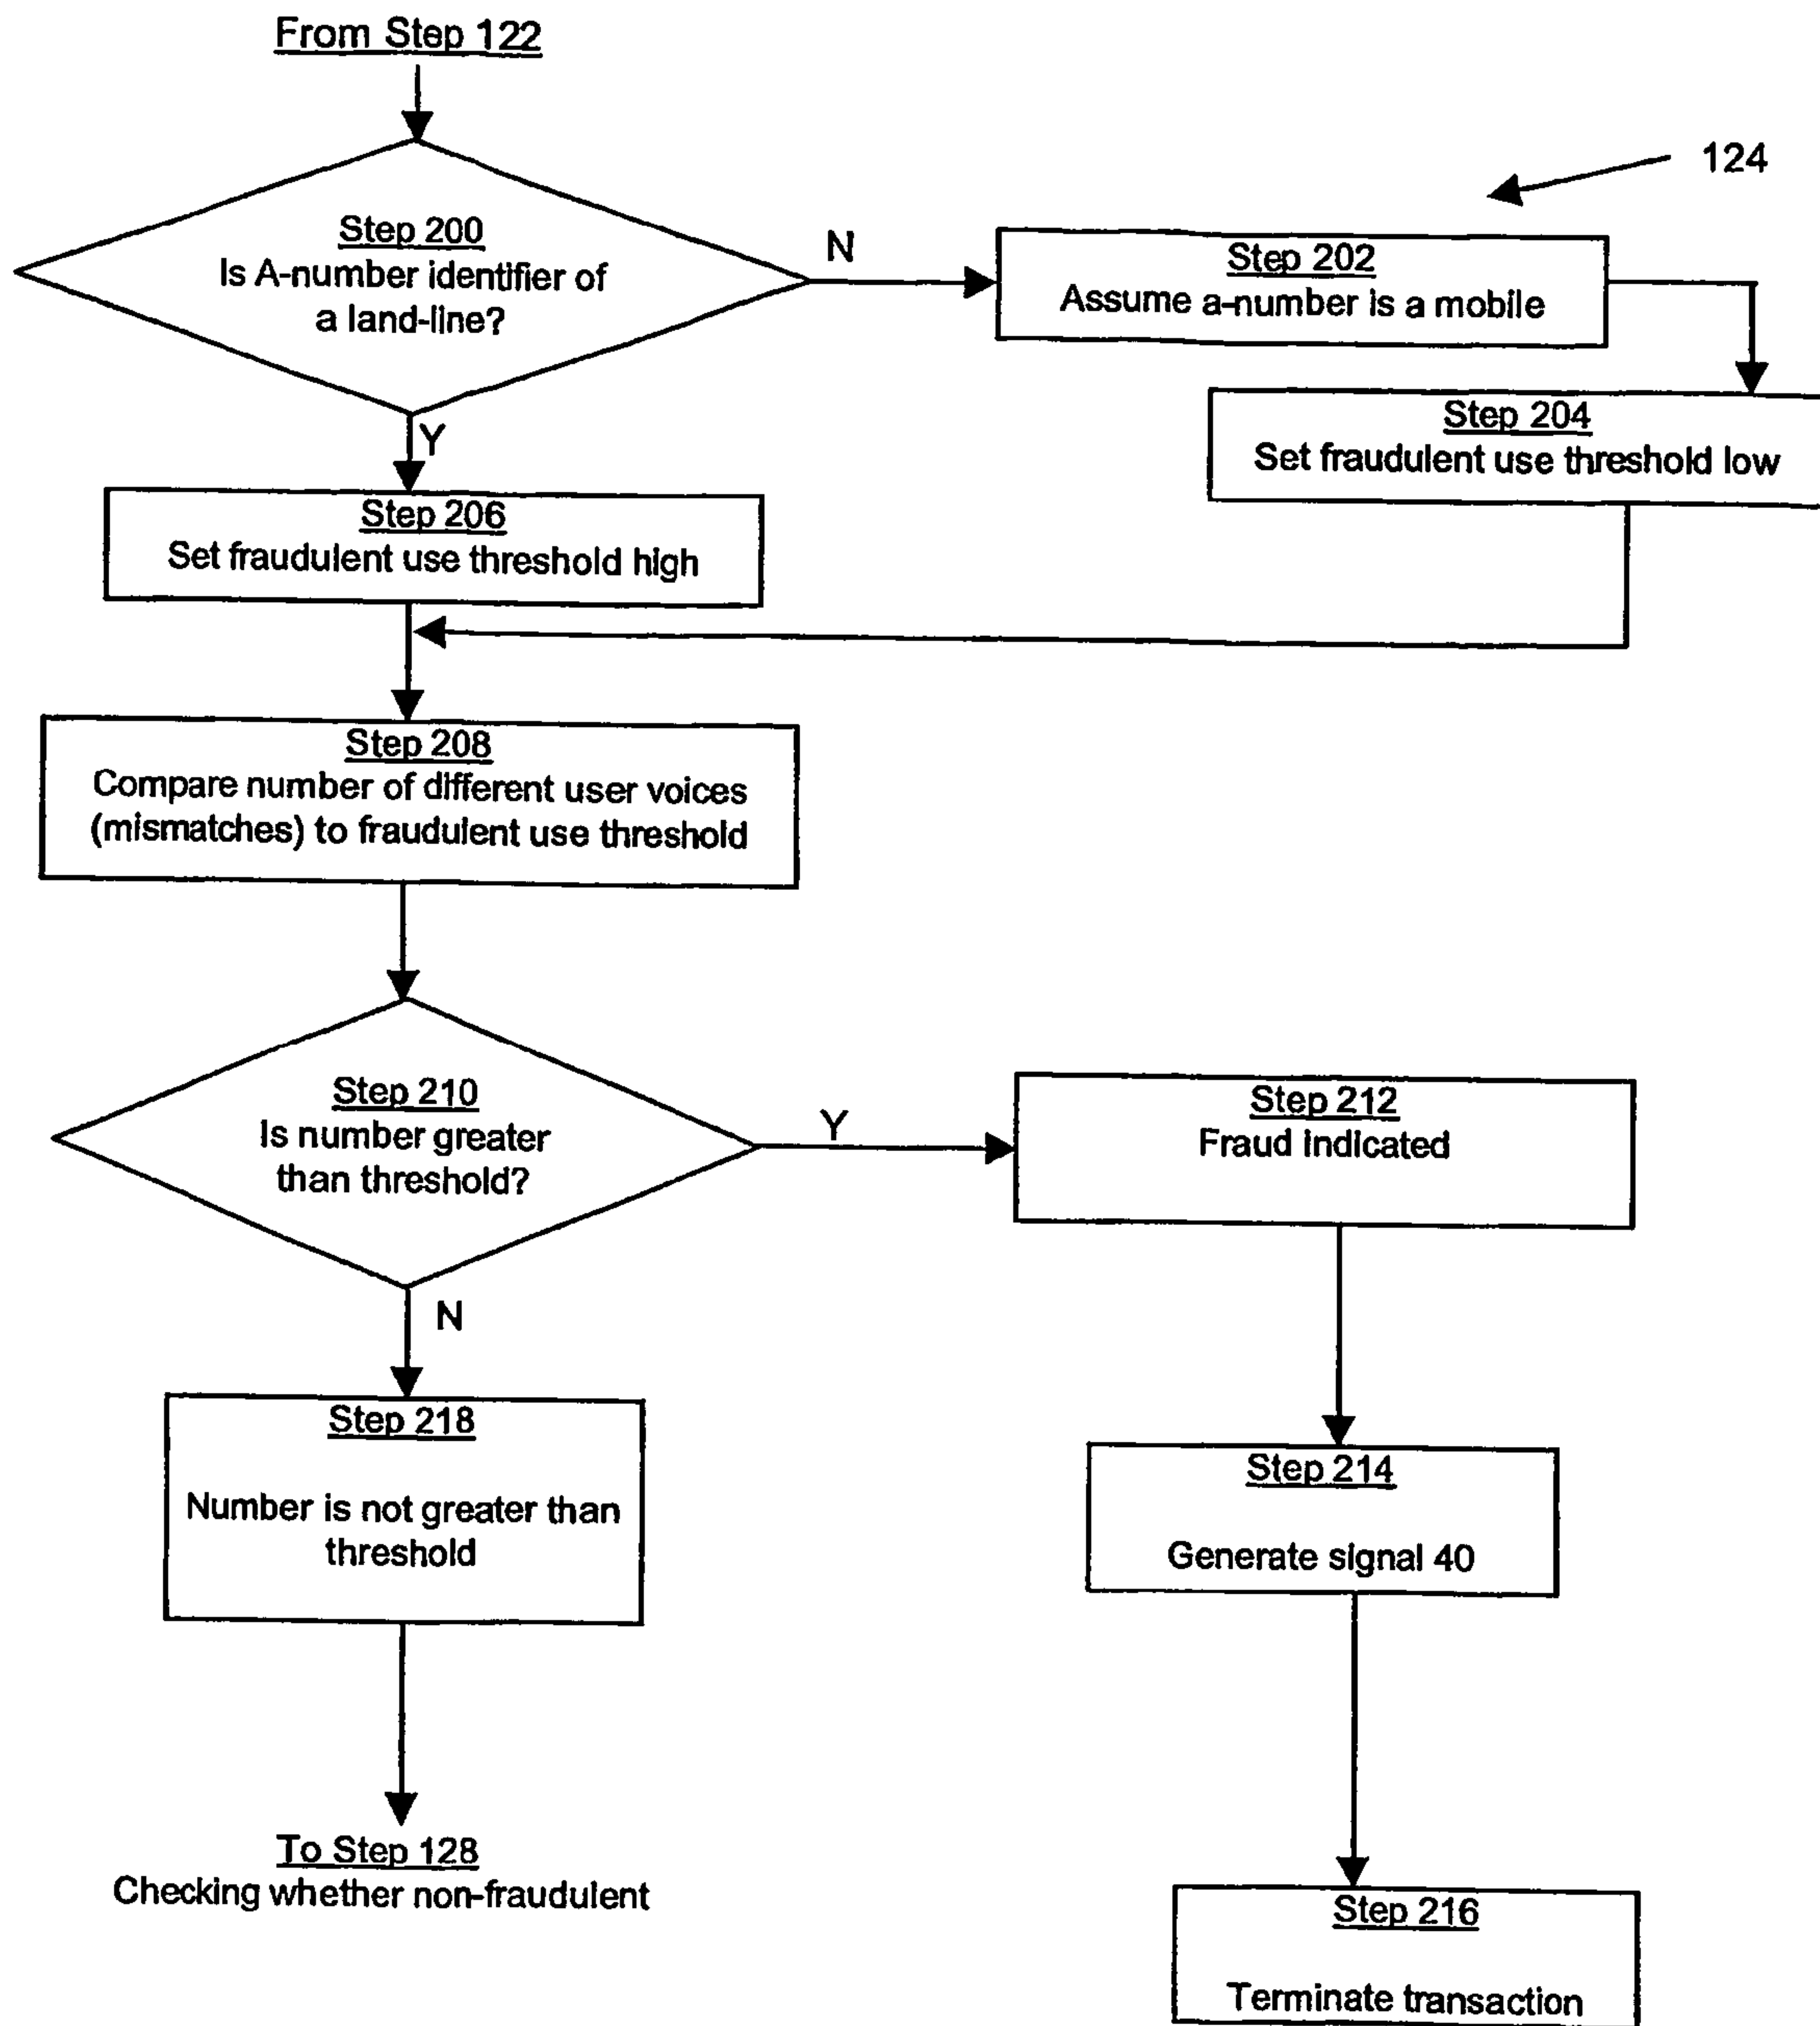 From Step 122
124
Step 200
Is A-number identifier of
a land-line?
N
Step 202
Assume a-number is a mobile
Step 204
Set fraudulent use threshold low
Y
Step 206
Set fraudulent use threshold high
Step 208
Compare number of different user voices
(mismatches) to fraudulent use threshold
Step 210
Is number greater
than threshold?
Y
Step 212
Fraud indicated
N
Step 218
Number is not greater than
threshold
Step 214
Generate signal 40
To Step 128
Checking whether non-fraudulent
Step 216
Terminate transaction